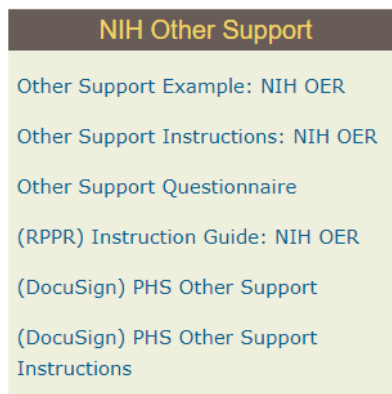 NIH Other Support
Other Support Example: NIH OER
Other Support Instructions: NIH OER
Other Support Questionnaire
(RPPR) Instruction Guide: NIH OER
(DocuSign) PHS Other Support
(DocuSign) PHS Other Support
Instructions